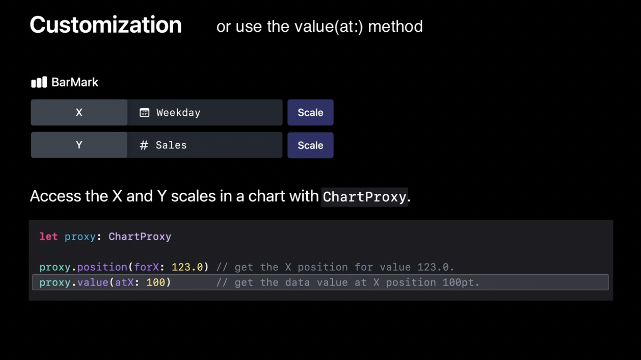 Customization
or use the value(at:) method
BarMark
X Weekday Scale
Y # Sales Scale
Access the X and Y scales in a chart with ChartProxy.
let proxy: ChartProxy
proxy.position(forX: 123.0) // get the X position for value 123.0.
proxy.value(atX: 100) // get the data value at X position 100pt.